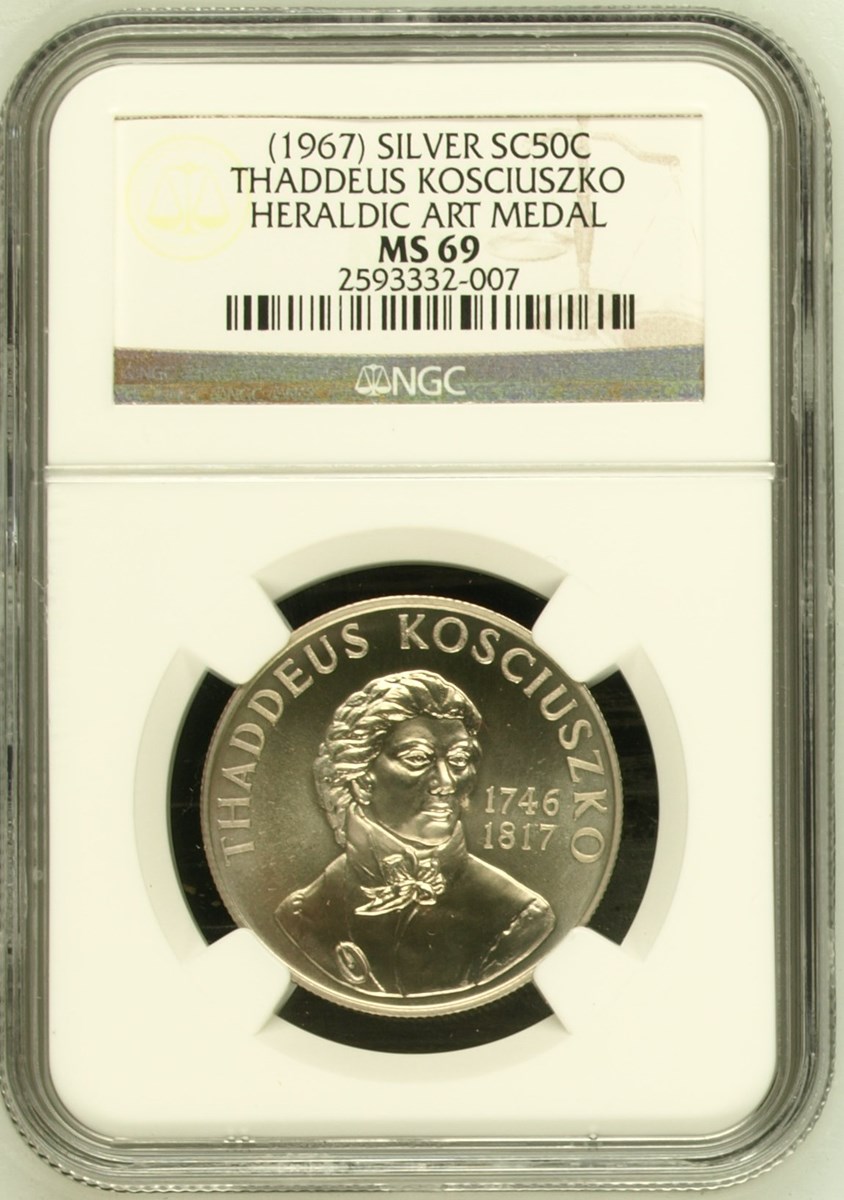 (1967) SILVER SC50C
THADDEUS KOSCIUSZKO
HERALDIC ART MEDAL
MS 69
2593332-007
NGC
THADDEUS KOSCIUSZKO
1746
1817